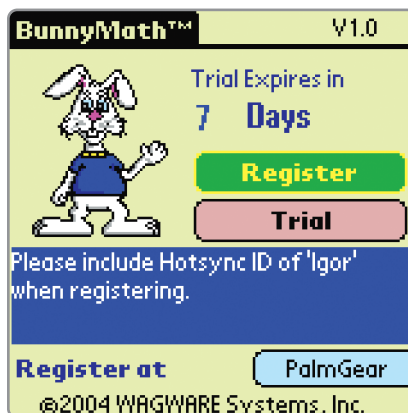 BunnyMath™ V1.0
Trial Expires in
7 Days
Register
Trial
Please include Hotsync ID of 'Igor'
when registering.
Register at PalmGear
©2004 WAGWARE Systems, Inc.